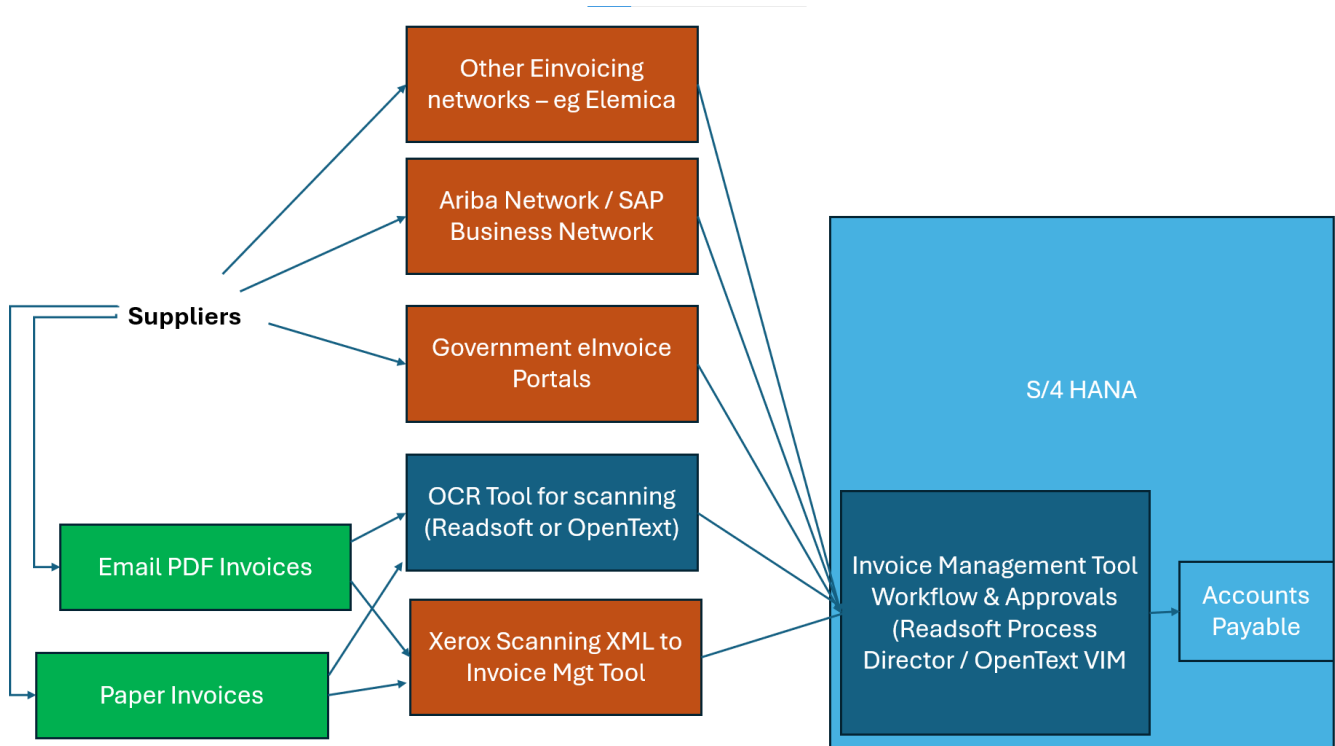 Other Einvoicing
networks – eg Elemica
Ariba Network / SAP
Business Network
Suppliers
Government eInvoice
Portals
S/4 HANA
OCR Tool for scanning
(Readsoft or OpenText)
Email PDF Invoices
Invoice Management Tool
Workflow & Approvals
(Readsoft Process
Director / OpenText VIM
Accounts
Payable
Xerox Scanning XML to
Invoice Mgt Tool
Paper Invoices